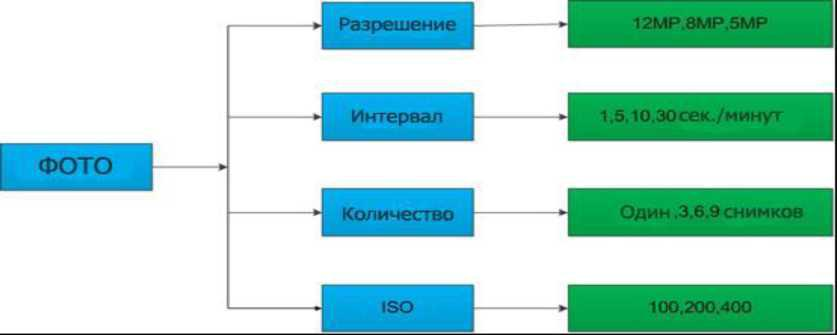 ФОТО
Разрешение
12MP,8MP,5MP
Интервал
1,5,10,30 сек./минут
Количество
Один ,3,6,9 снимков
ISO
100,200,400